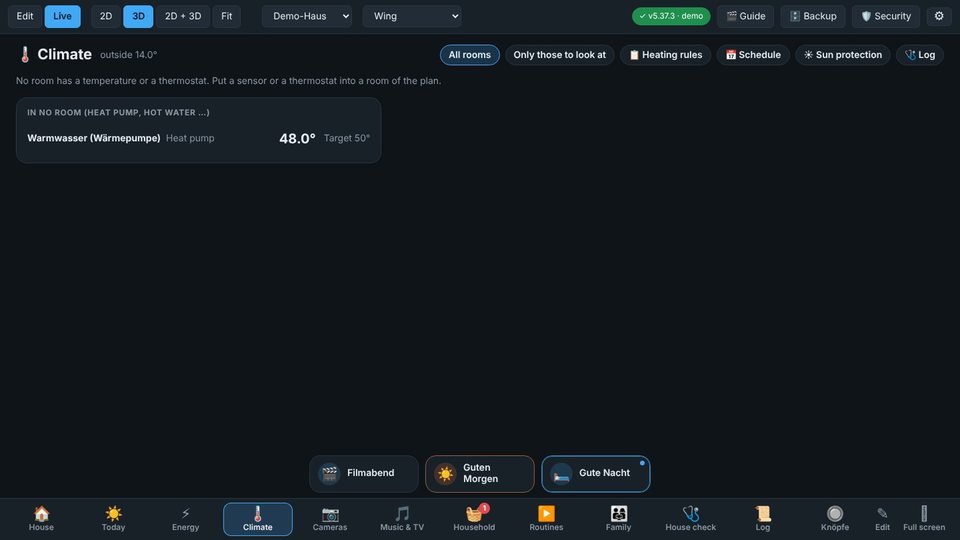 Edit Live 2D 3D 2D + 3D Fit Demo-Haus Wing ✓ v5.37.3 · demo Guide Backup Security
Climate outside 14.0° All rooms Only those to look at Heating rules Schedule Sun protection Log
No room has a temperature or a thermostat. Put a sensor or a thermostat into a room of the plan.
IN NO ROOM (HEAT PUMP, HOT WATER ...)
Warmwasser (Wärmepumpe) Heat pump 48.0° Target 50°
Filmabend
Guten
Morgen
Gute Nacht
1
House Today Energy Climate Cameras Music & TV Household Routines Family House check Log Knöpfe Edit Full screen